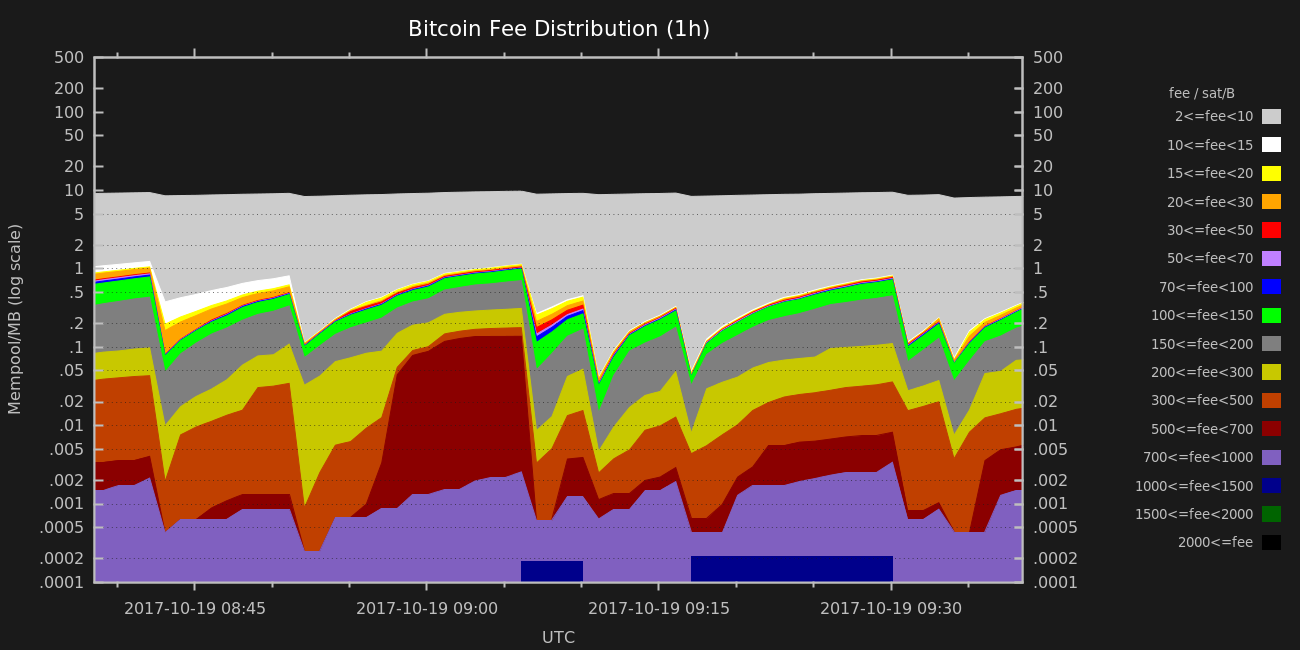 Bitcoin Fee Distribution (1h)
Mempool/MB (log scale)
500
200
100
50
20
10
5
2
1
.5
.2
.1
.05
.02
.01
.005
.002
.001
.0005
.0002
.0001
500
200
100
50
20
10
5
2
1
.5
.2
.1
.05
.02
.01
.005
.002
.001
.0005
.0002
.0001
fee / sat/B
2<=fee<10
10<=fee<15
15<=fee<20
20<=fee<30
30<=fee<50
50<=fee<70
70<=fee<100
100<=fee<150
150<=fee<200
200<=fee<300
300<=fee<500
500<=fee<700
700<=fee<1000
1000<=fee<1500
1500<=fee<2000
2000<=fee
2017-10-19 08:45 2017-10-19 09:00 2017-10-19 09:15 2017-10-19 09:30
UTC